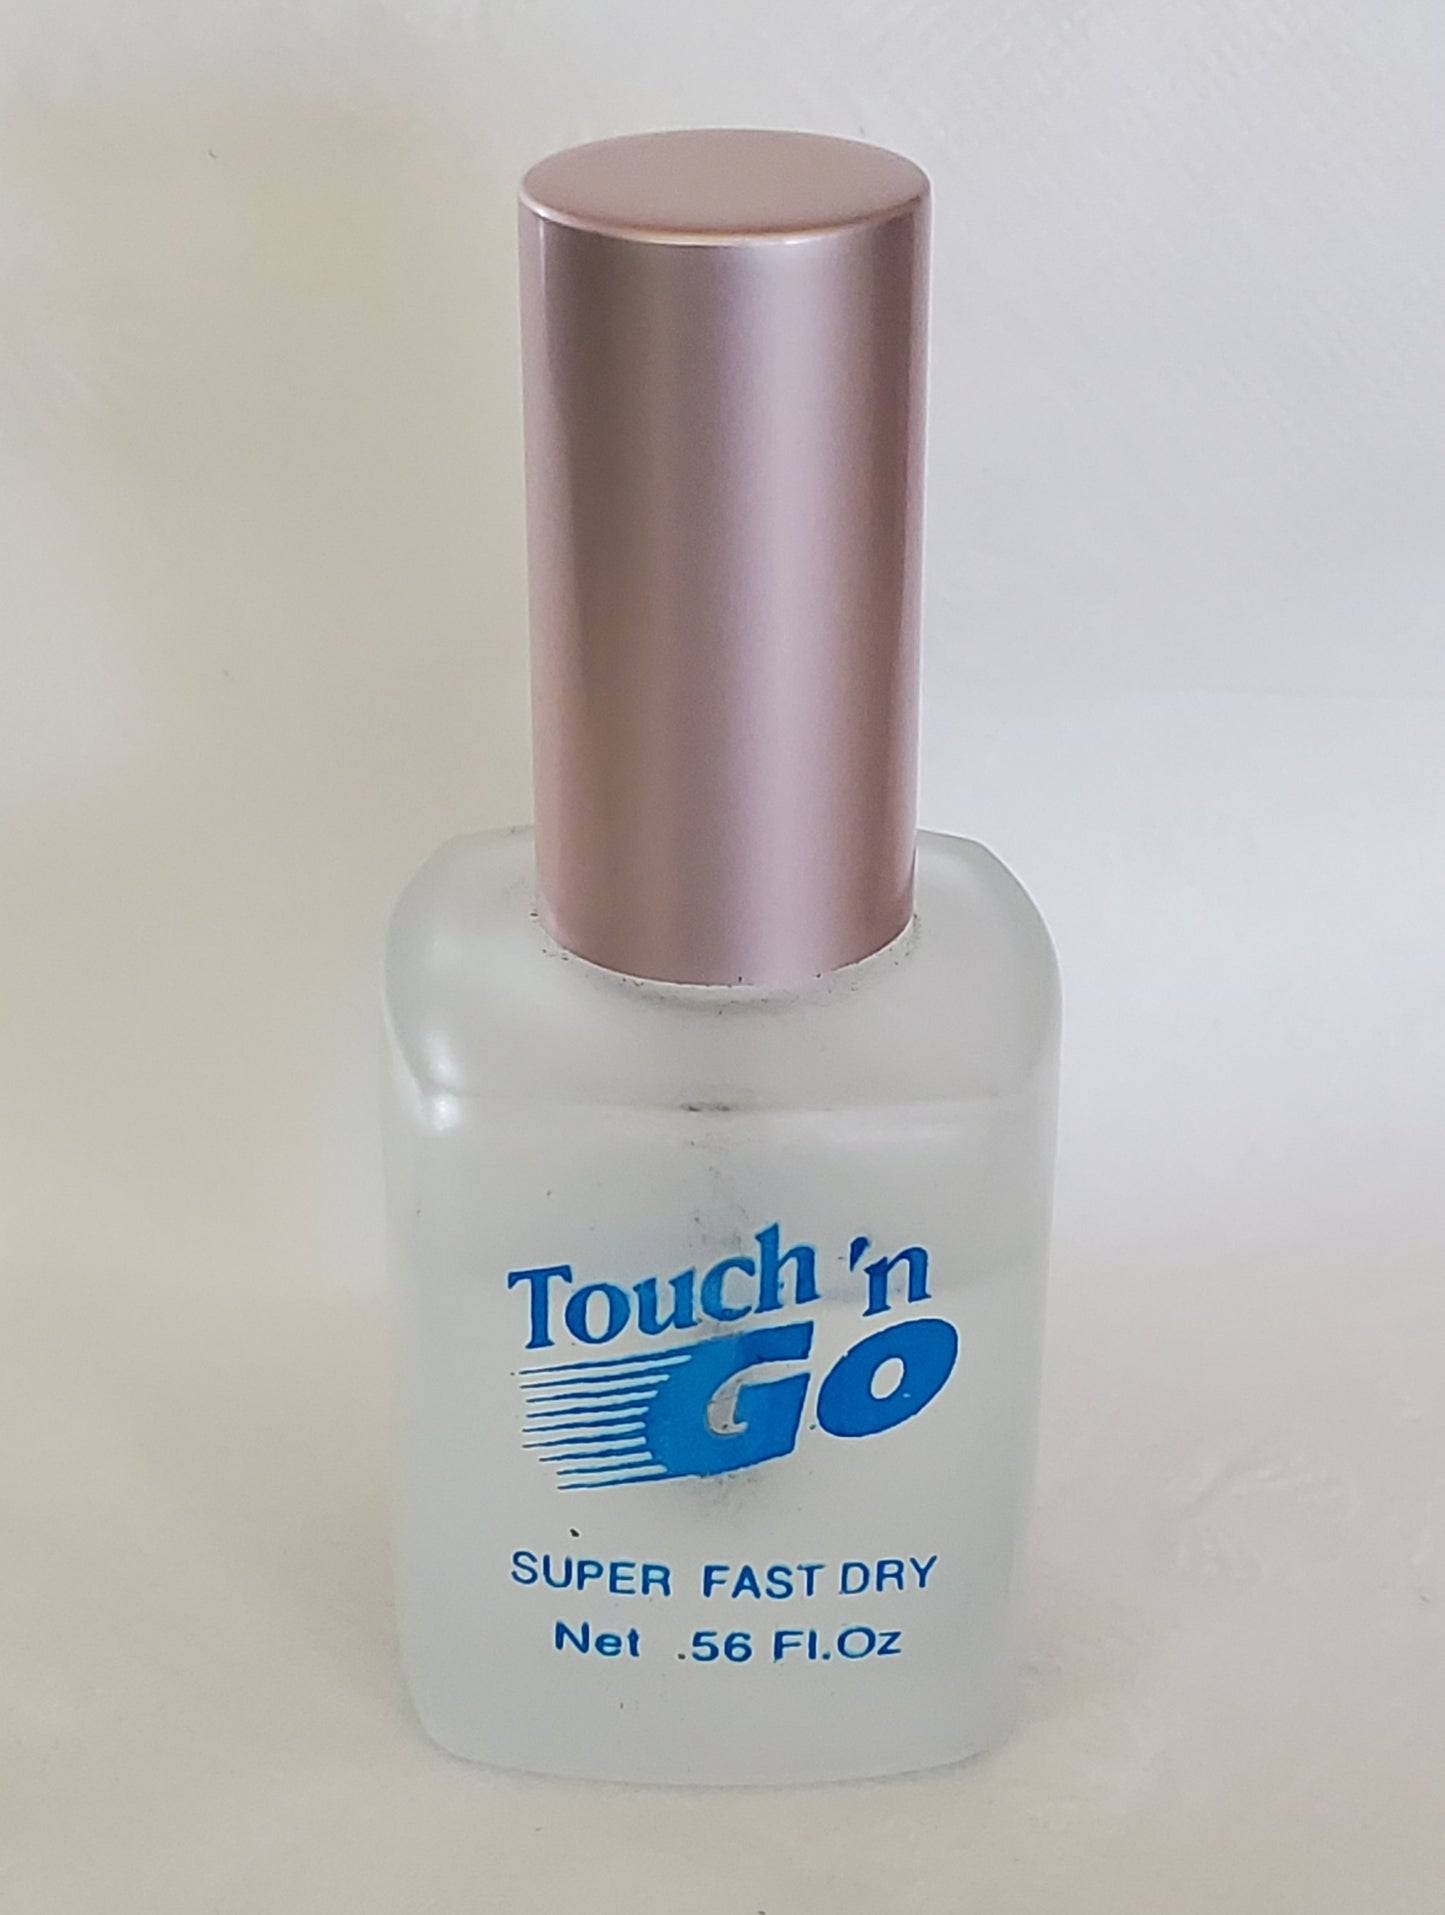 Touch 'n
GO
SUPER FAST DRY
Net .56 Fl.Oz